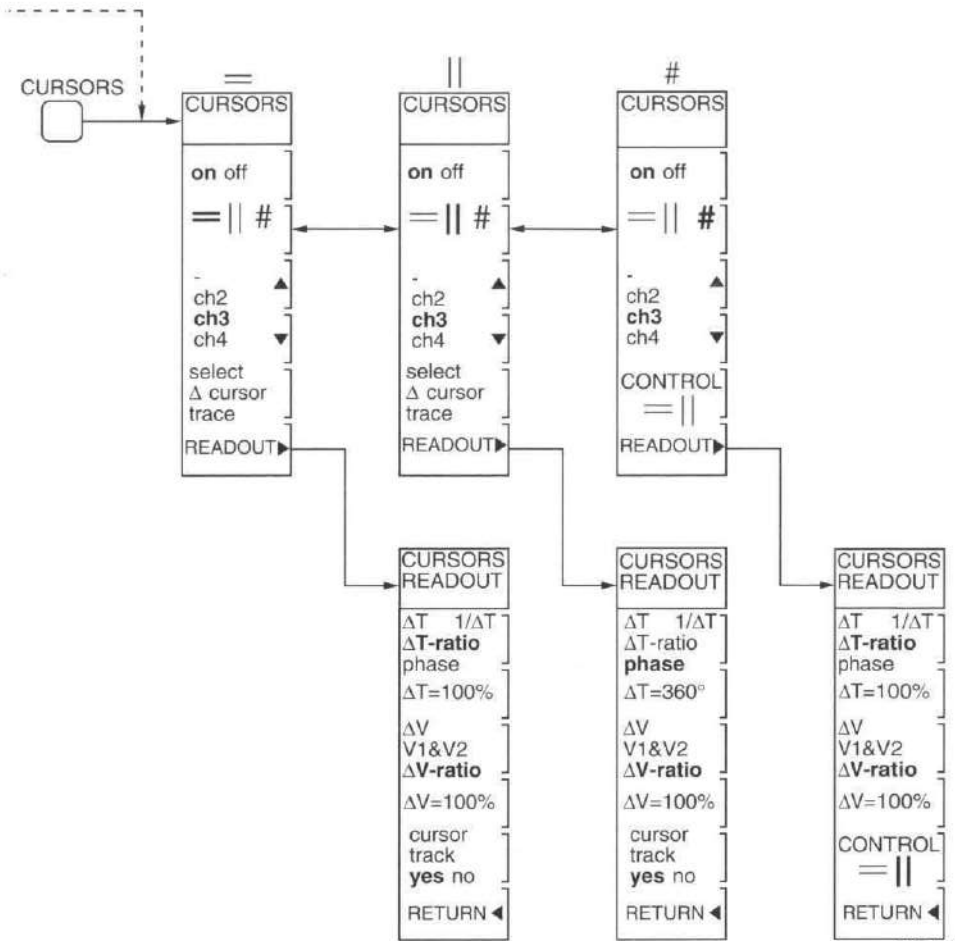 CURSORS
=
CURSORS
on off
= || #
-
ch2
ch3
ch4
select
Δ cursor
trace
READOUT▶
||
CURSORS
on off
= || #
-
ch2
ch3
ch4
select
Δ cursor
trace
READOUT▶
#
CURSORS
on off
= || #
-
ch2
ch3
ch4
CONTROL
= ||
READOUT▶
CURSORS
READOUT
ΔT 1/ΔT
ΔT-ratio
phase
ΔT=100%
ΔV
V1&V2
ΔV-ratio
ΔV=100%
cursor
track
yes no
RETURN◀
CURSORS
READOUT
ΔT 1/ΔT
ΔT-ratio
phase
ΔT=360°
ΔV
V1&V2
ΔV-ratio
ΔV=100%
cursor
track
yes no
RETURN◀
CURSORS
READOUT
ΔT 1/ΔT
ΔT-ratio
phase
ΔT=100%
ΔV
V1&V2
ΔV-ratio
ΔV=100%
CONTROL
= ||
RETURN◀